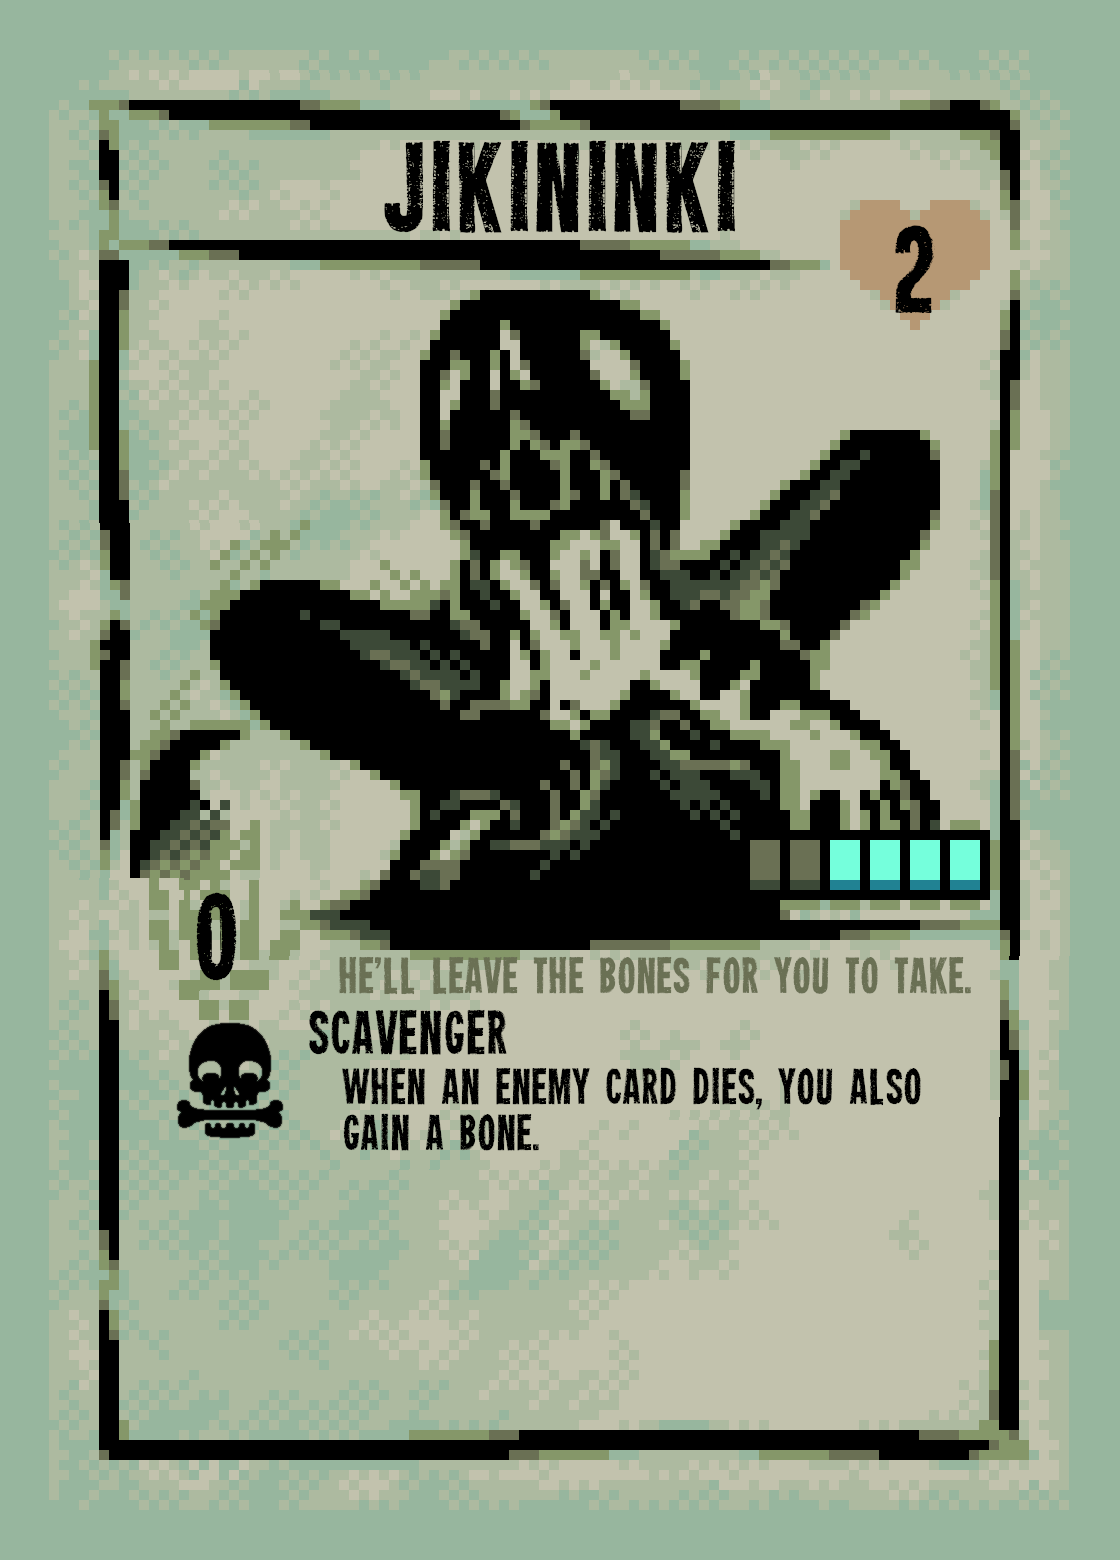 JIKININKI
2
0
HE'LL LEAVE THE BONES FOR YOU TO TAKE.
SCAVENGER
WHEN AN ENEMY CARD DIES, YOU ALSO
GAIN A BONE.